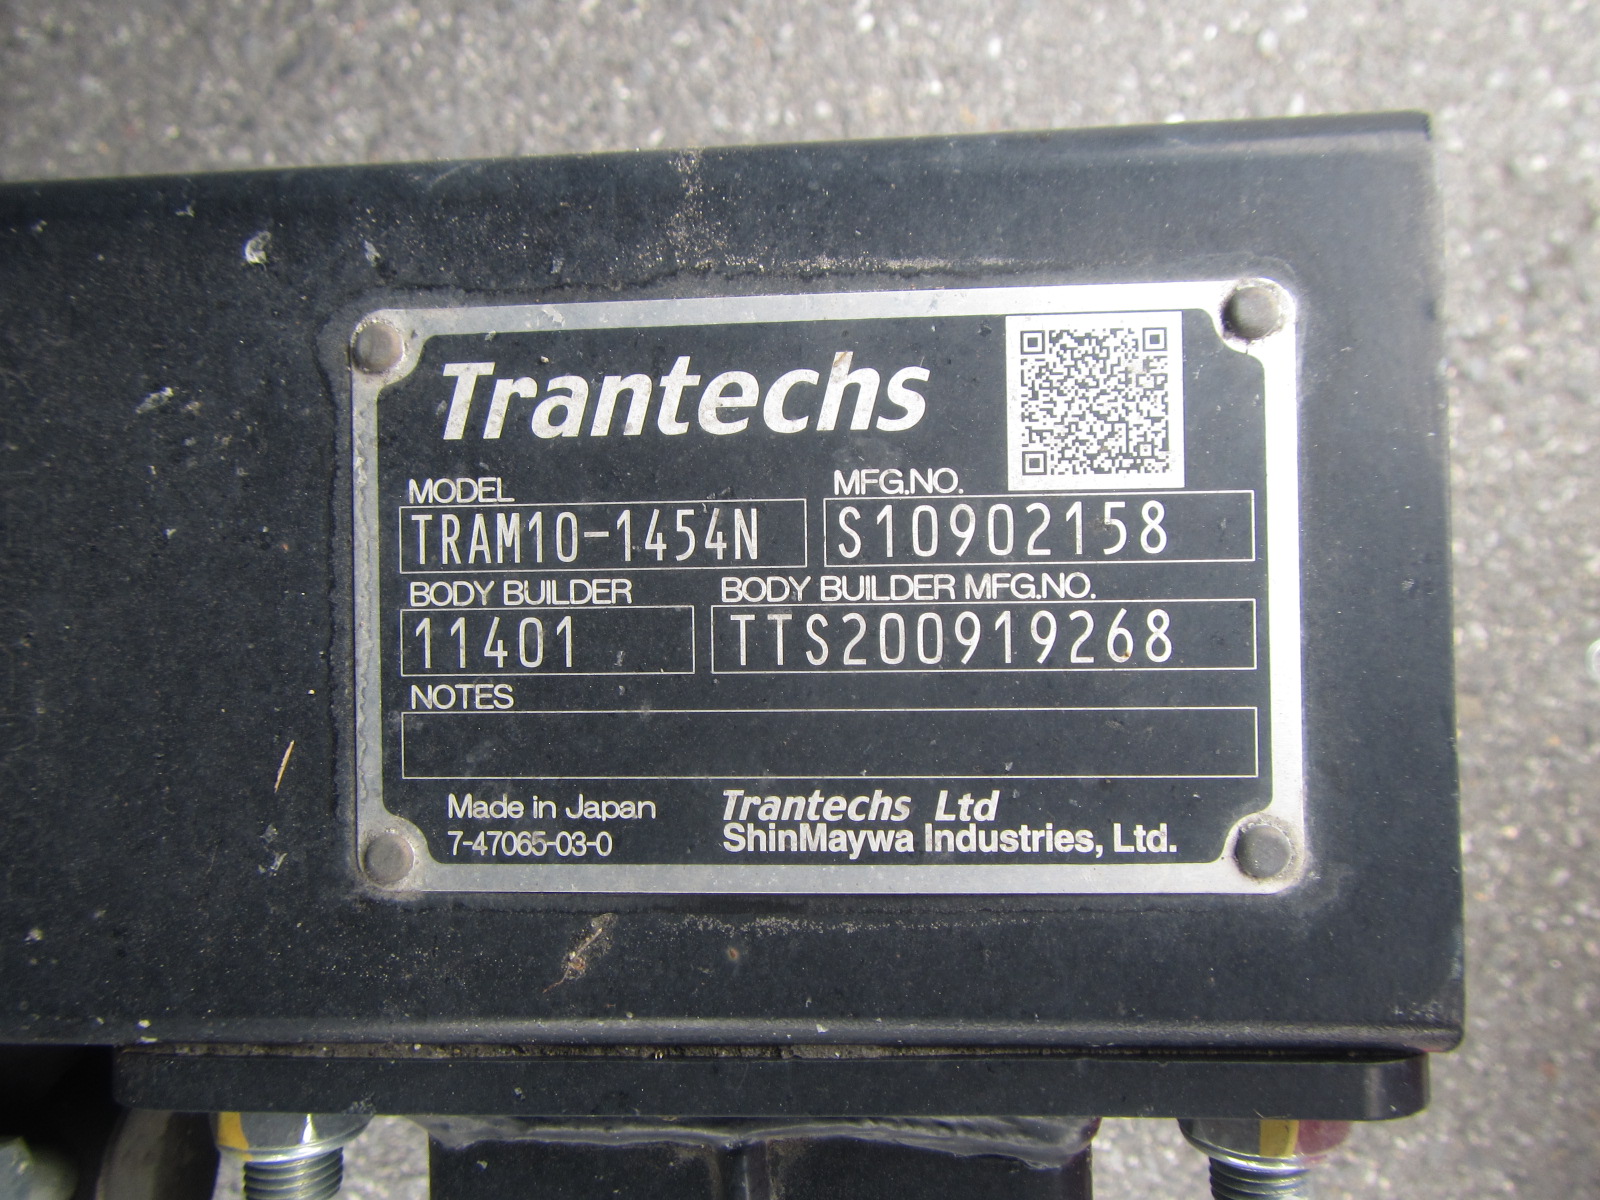 Trantechs
MODEL
MFG.NO.
TRAM10-1454N
S10902158
BODY BUILDER
BODY BUILDER MFG.NO.
11401
TTS200919268
NOTES
Made in Japan
Trantechs Ltd
7-47065-03-0
ShinMaywa Industries, Ltd.